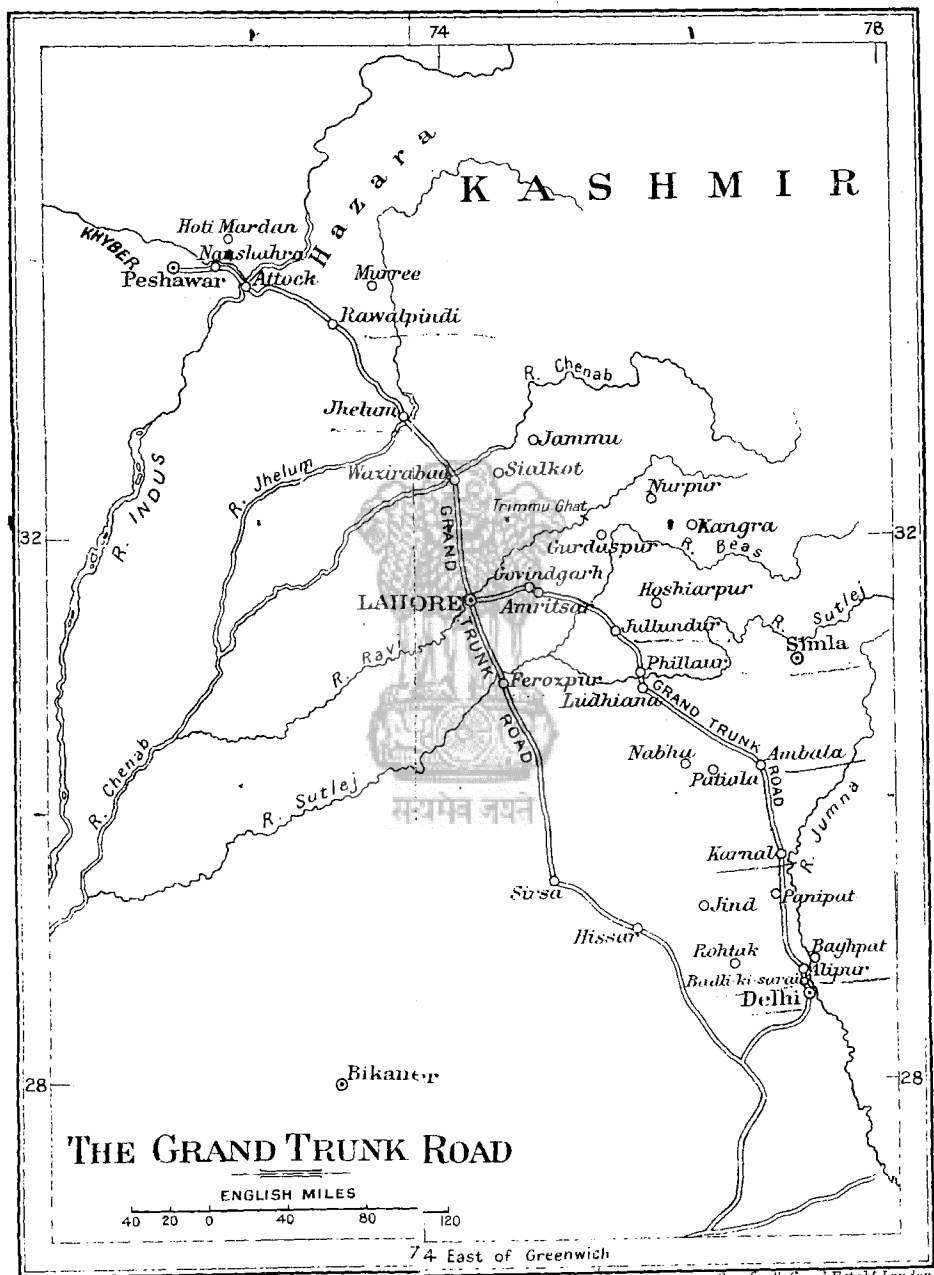 74
78
Hazara
KASHMIR
KHYBER
Hoti Mardan
Naushahra
Peshawar
Attock
Murree
Rawalpindi
R. Chenab
Jhelum
Jammu
R. INDUS
R. Jhelum
Wazirabad
Sialkot
Nurpur
Trimmu Ghat
32
GRAND
Kangra
32
Gurdaspur
R. Beas
Govindgarh
Hoshiarpur
LAHORE
Amritsar
R. Sutlej
Jullundur
Simla
TRUNK
R. Ravi
Phillaur
Ferozpur
Ludhiana
GRAND TRUNK
ROAD
ROAD
Nabha
Ambala
Patiala
R. Chenab
R. Sutlej
R. Jumna
सत्यमेव जयते
Karnal
Sirsa
Jind
Panipat
Hissar
Rohtak
Baghpat
Alipur
Badli-ki-sarai
Delhi
28
Bikaner
28
THE GRAND TRUNK ROAD
ENGLISH MILES
40 20 0 40 80 120
74 East of Greenwich